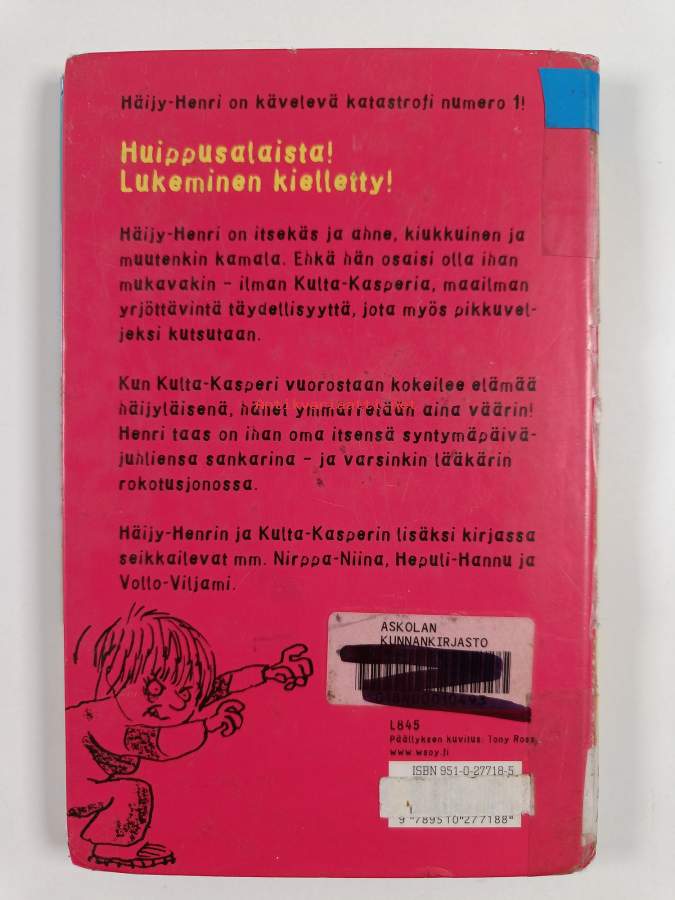 Häijy-Henri on kävelevä katastrofi numero 1!
Huippusalaista!
Lukeminen kielletty!
Häijy-Henri on itsekäs ja ahne, kiukkuinen ja
muutenkin kamala. Ehkä hän osaisi olla ihan
mukavakin – ilman Kulta-Kasperia, maailman
yrjöttävintä täydellisyyttä, jota myös pikkuvel-
jeksi kutsutaan.
Kun Kulta-Kasperi vuorostaan kokeilee elämää
häijyläisenä, hänet ymmärretään aina väärin!
Antikvariaatti.net
Henri taas on ihan oma itsensä syntymäpäivä-
juhliensa sankarina – ja varsinkin lääkärin
rokotusjonossa.
Häijy-Henrin ja Kulta-Kasperin lisäksi kirjassa
seikkailevat mm. Nirppa-Niina, Hepuli-Hannu ja
Vollo-Viljami.
ASKOLAN
KUNNANKIRJASTO
L845
Päällyksen kuvitus: Tony Ross
www.wsoy.fi
ISBN 951-0-27718-5
9 789510 277188